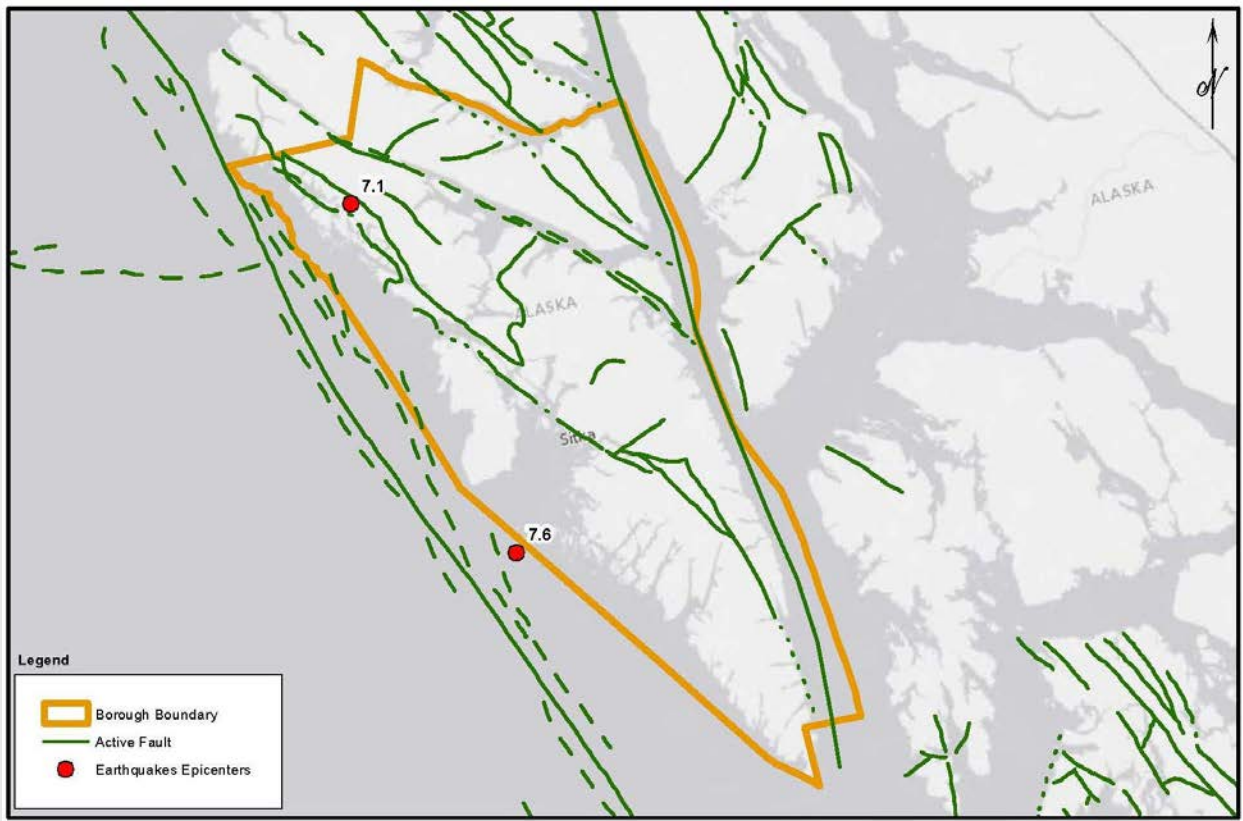 N
ALASKA
7.1
ALASKA
Sitka
7.6
Legend
Borough Boundary
Active Fault
Earthquakes Epicenters